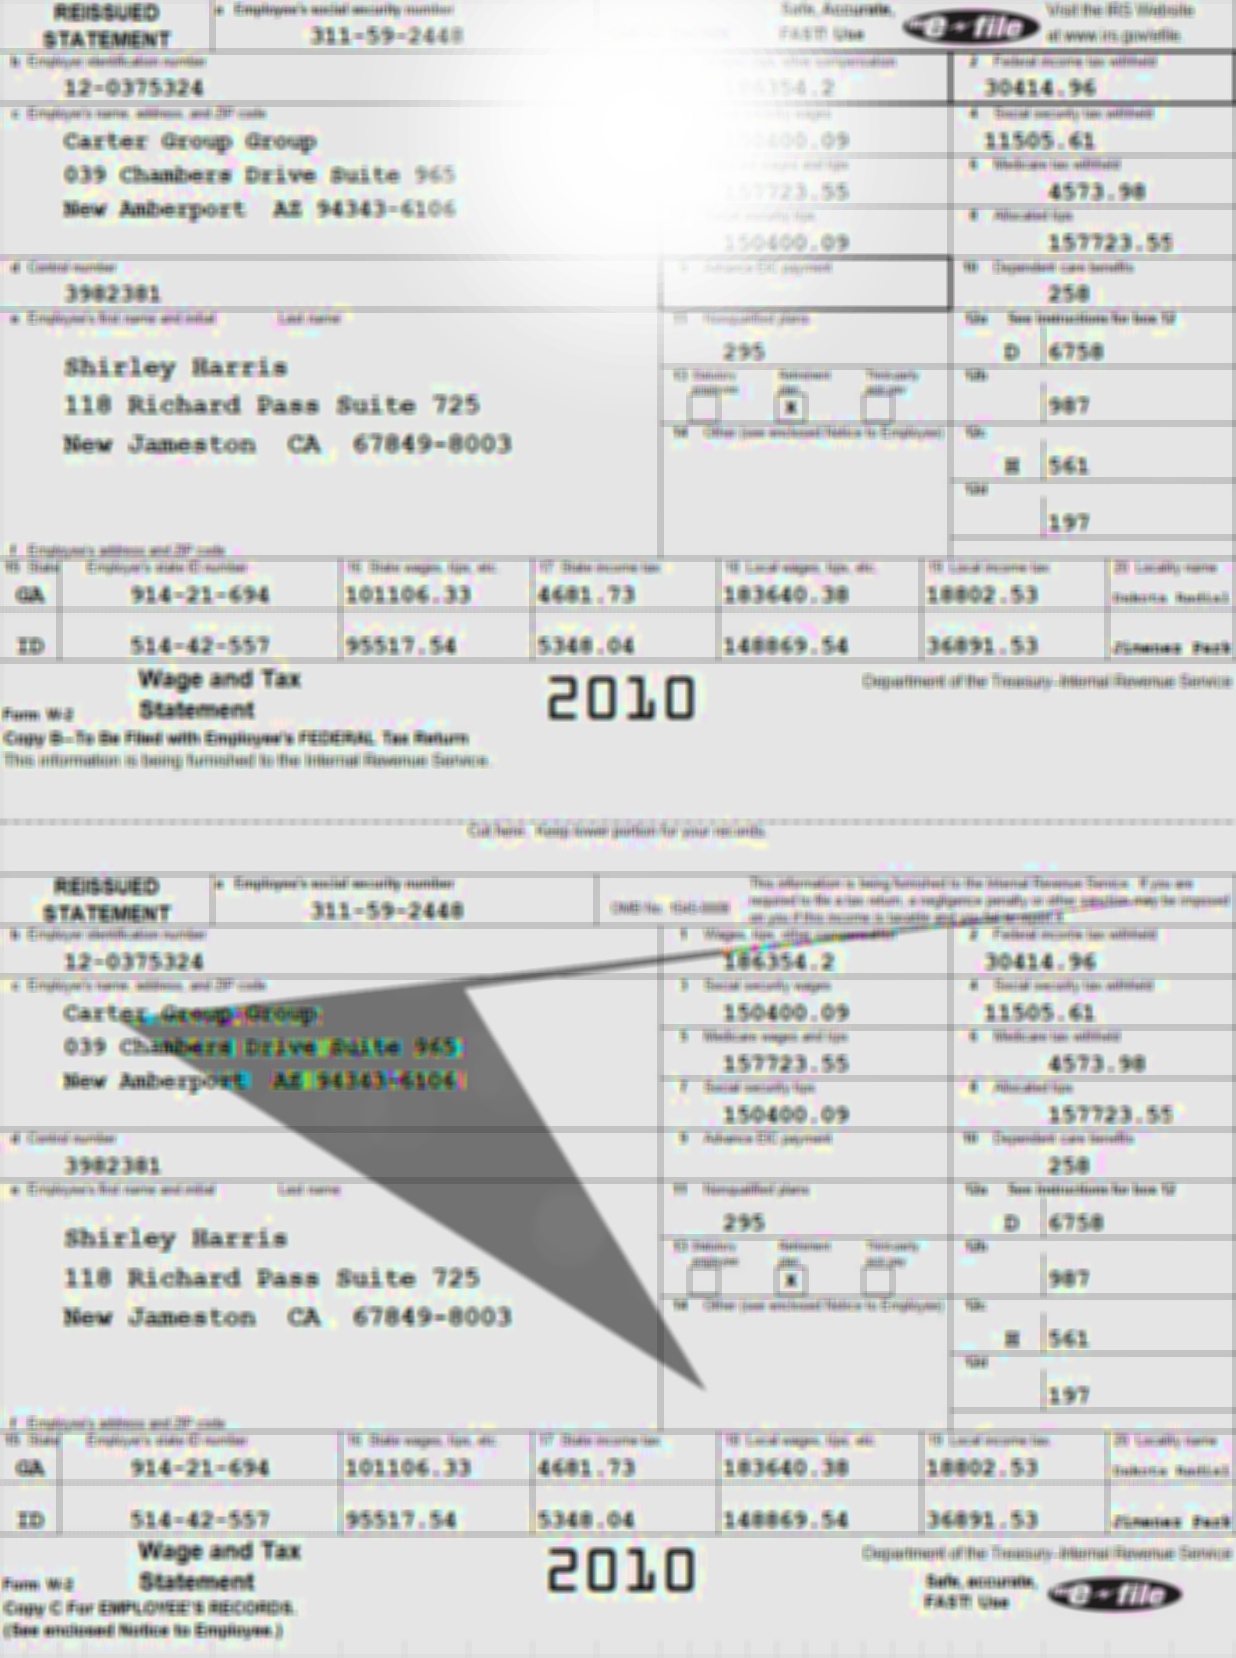 REISSUED STATEMENT
a Employee's social security number
311-59-2448
Safe, Accurate, FAST! Use
e file
Visit the IRS Website at www.irs.gov/efile.
b Employer identification number
12-0375324
2 Federal income tax withheld
186354.2
30414.96
c Employer's name, address, and ZIP code
4 Social security tax withheld
Carter Group Group
150400.09
11505.61
039 Chambers Drive Suite 965
6 Medicare tax withheld
157723.55
4573.98
New Amberport AZ 94343-6106
8 Allocated tips
150400.09
157723.55
d Control number
Advance EIC payment
10 Dependent care benefits
3982381
258
e Employee's first name and initial Last name
11 Nonqualified plans
12a See instructions for box 12
Shirley Harris
295
D 6758
13 Statutory employee Retirement plan Third-party sick pay
12b
118 Richard Pass Suite 725
X
987
14 Other (see enclosed Notice to Employee)
12c
New Jameston CA 67849-8003
H 561
12d
197
f Employee's address and ZIP code
15 State Employer's state ID number 16 State wages, tips, etc. 17 State income tax 18 Local wages, tips, etc. 19 Local income tax 20 Locality name
GA 914-21-694 101106.33 4681.73 183640.38 18802.53
ID 514-42-557 95517.54 5348.04 148869.54 36891.53 Jimenez Park
Wage and Tax Statement
2010
Department of the Treasury-Internal Revenue Service
Form W-2
Copy B-To Be Filed with Employee's FEDERAL Tax Return
This information is being furnished to the Internal Revenue Service.
Cut here. Keep lower portion for your records.
REISSUED STATEMENT
a Employee's social security number
311-59-2448
OMB No. 1545-0008
This information is being furnished to the Internal Revenue Service. If you are
required to file a tax return, a negligence penalty or other sanction may be imposed
on you if this income is taxable and you fail to report it.
b Employer identification number
1 Wages, tips, other compensation
2 Federal income tax withheld
12-0375324
186354.2
30414.96
c Employer's name, address, and ZIP code
3 Social security wages
4 Social security tax withheld
Carter Group Group
150400.09
11505.61
039 Chambers Drive Suite 965
5 Medicare wages and tips
6 Medicare tax withheld
157723.55
4573.98
New Amberport AZ 94343-6106
7 Social security tips
8 Allocated tips
150400.09
157723.55
d Control number
9 Advance EIC payment
10 Dependent care benefits
3982381
258
e Employee's first name and initial Last name
11 Nonqualified plans
12a See instructions for box 12
Shirley Harris
295
D 6758
13 Statutory employee Retirement plan Third-party sick pay
12b
118 Richard Pass Suite 725
X
987
14 Other (see enclosed Notice to Employee)
12c
New Jameston CA 67849-8003
H 561
12d
197
f Employee's address and ZIP code
15 State Employer's state ID number 16 State wages, tips, etc. 17 State income tax 18 Local wages, tips, etc. 19 Local income tax 20 Locality name
GA 914-21-694 101106.33 4681.73 183640.38 18802.53
ID 514-42-557 95517.54 5348.04 148869.54 36891.53 Jimenez Park
Wage and Tax Statement
2010
Department of the Treasury-Internal Revenue Service
Form W-2
Safe, accurate, FAST! Use
e file
Copy C For EMPLOYEE'S RECORDS.
(See enclosed Notice to Employee.)